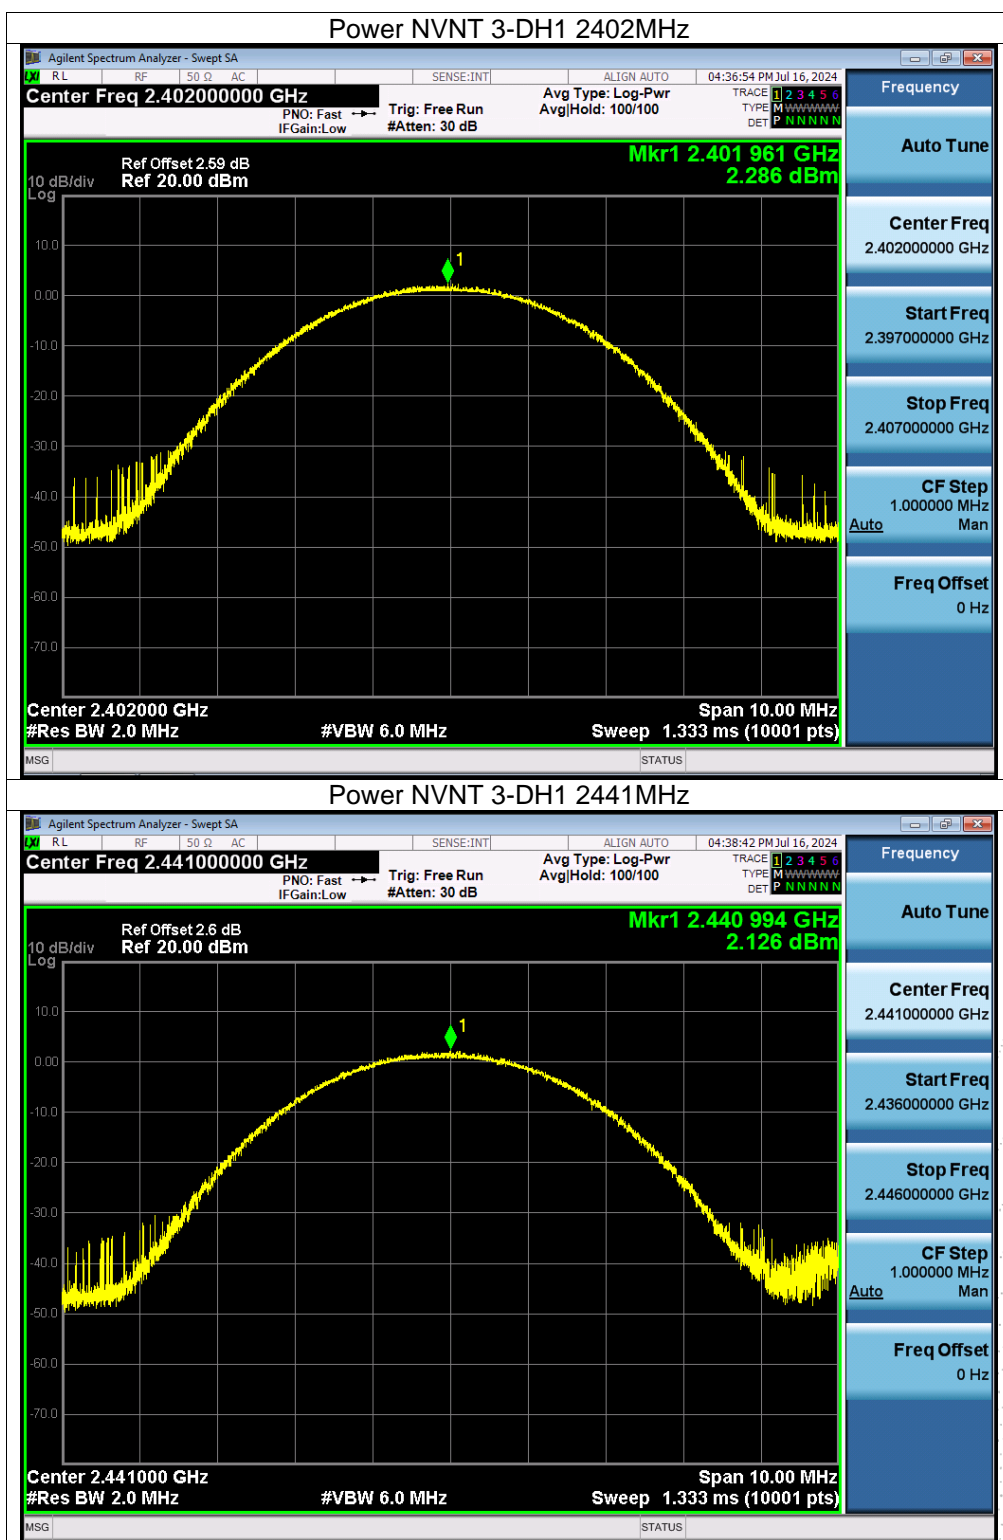 Power NVNT 3-DH1 2402MHz
Agilent Spectrum Analyzer - Swept SA
LXI RL RF 50 Ω AC SENSE:INT ALIGN AUTO 04:36:54 PM Jul 16, 2024
Center Freq 2.402000000 GHz
PNO: Fast
IFGain:Low
Trig: Free Run
#Atten: 30 dB
Avg Type: Log-Pwr
Avg|Hold: 100/100
TRACE 1 2 3 4 5 6
TYPE M WWWWW
DET P N N N N N
Frequency
Auto Tune
Mkr1 2.401 961 GHz
2.286 dBm
Ref Offset 2.59 dB
10 dB/div Ref 20.00 dBm
Log
1
10.0
0.00
-10.0
-20.0
-30.0
-40.0
-50.0
-60.0
-70.0
Center Freq
2.402000000 GHz
Start Freq
2.397000000 GHz
Stop Freq
2.407000000 GHz
CF Step
1.000000 MHz
Auto Man
Freq Offset
0 Hz
Center 2.402000 GHz Span 10.00 MHz
#Res BW 2.0 MHz #VBW 6.0 MHz Sweep 1.333 ms (10001 pts)
MSG STATUS
Power NVNT 3-DH1 2441MHz
Agilent Spectrum Analyzer - Swept SA
LXI RL RF 50 Ω AC SENSE:INT ALIGN AUTO 04:38:42 PM Jul 16, 2024
Center Freq 2.441000000 GHz
PNO: Fast
IFGain:Low
Trig: Free Run
#Atten: 30 dB
Avg Type: Log-Pwr
Avg|Hold: 100/100
TRACE 1 2 3 4 5 6
TYPE M WWWWW
DET P N N N N N
Frequency
Auto Tune
Mkr1 2.440 994 GHz
2.126 dBm
Ref Offset 2.6 dB
10 dB/div Ref 20.00 dBm
Log
1
10.0
0.00
-10.0
-20.0
-30.0
-40.0
-50.0
-60.0
-70.0
Center Freq
2.441000000 GHz
Start Freq
2.436000000 GHz
Stop Freq
2.446000000 GHz
CF Step
1.000000 MHz
Auto Man
Freq Offset
0 Hz
Center 2.441000 GHz Span 10.00 MHz
#Res BW 2.0 MHz #VBW 6.0 MHz Sweep 1.333 ms (10001 pts)
MSG STATUS